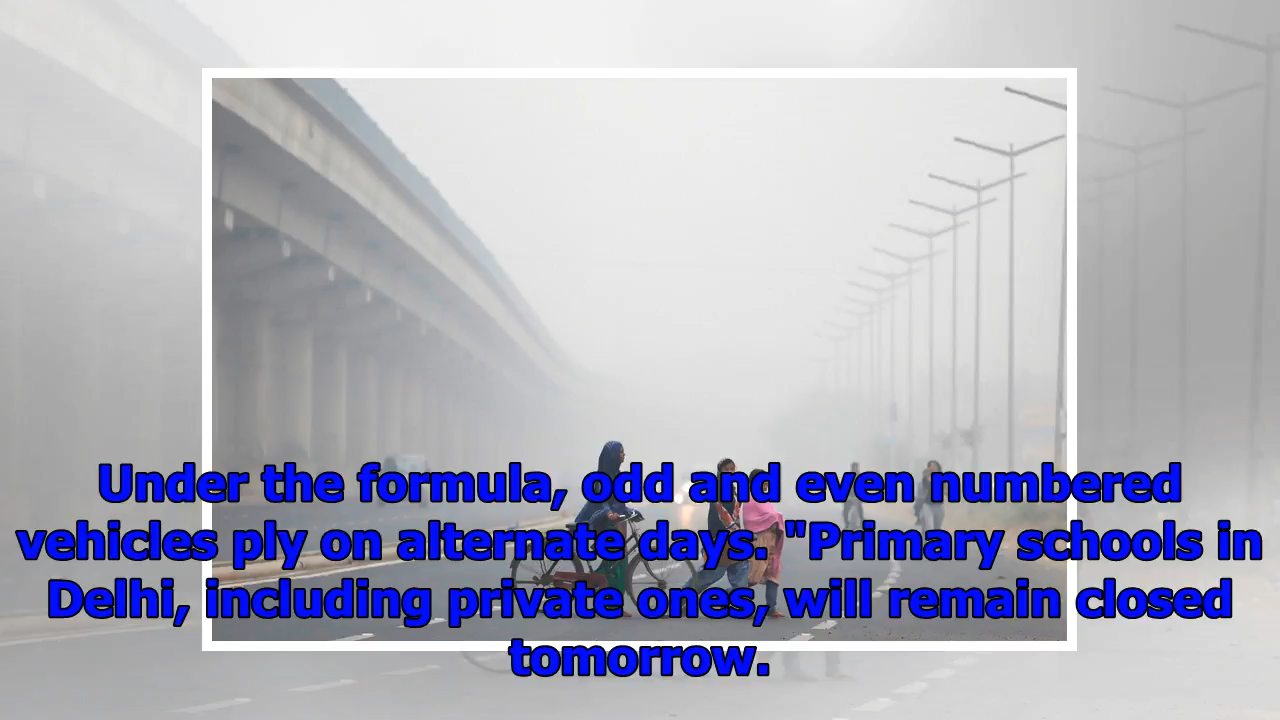 Under the formula, odd and even numbered
vehicles ply on alternate days. "Primary schools in
Delhi, including private ones, will remain closed
tomorrow.